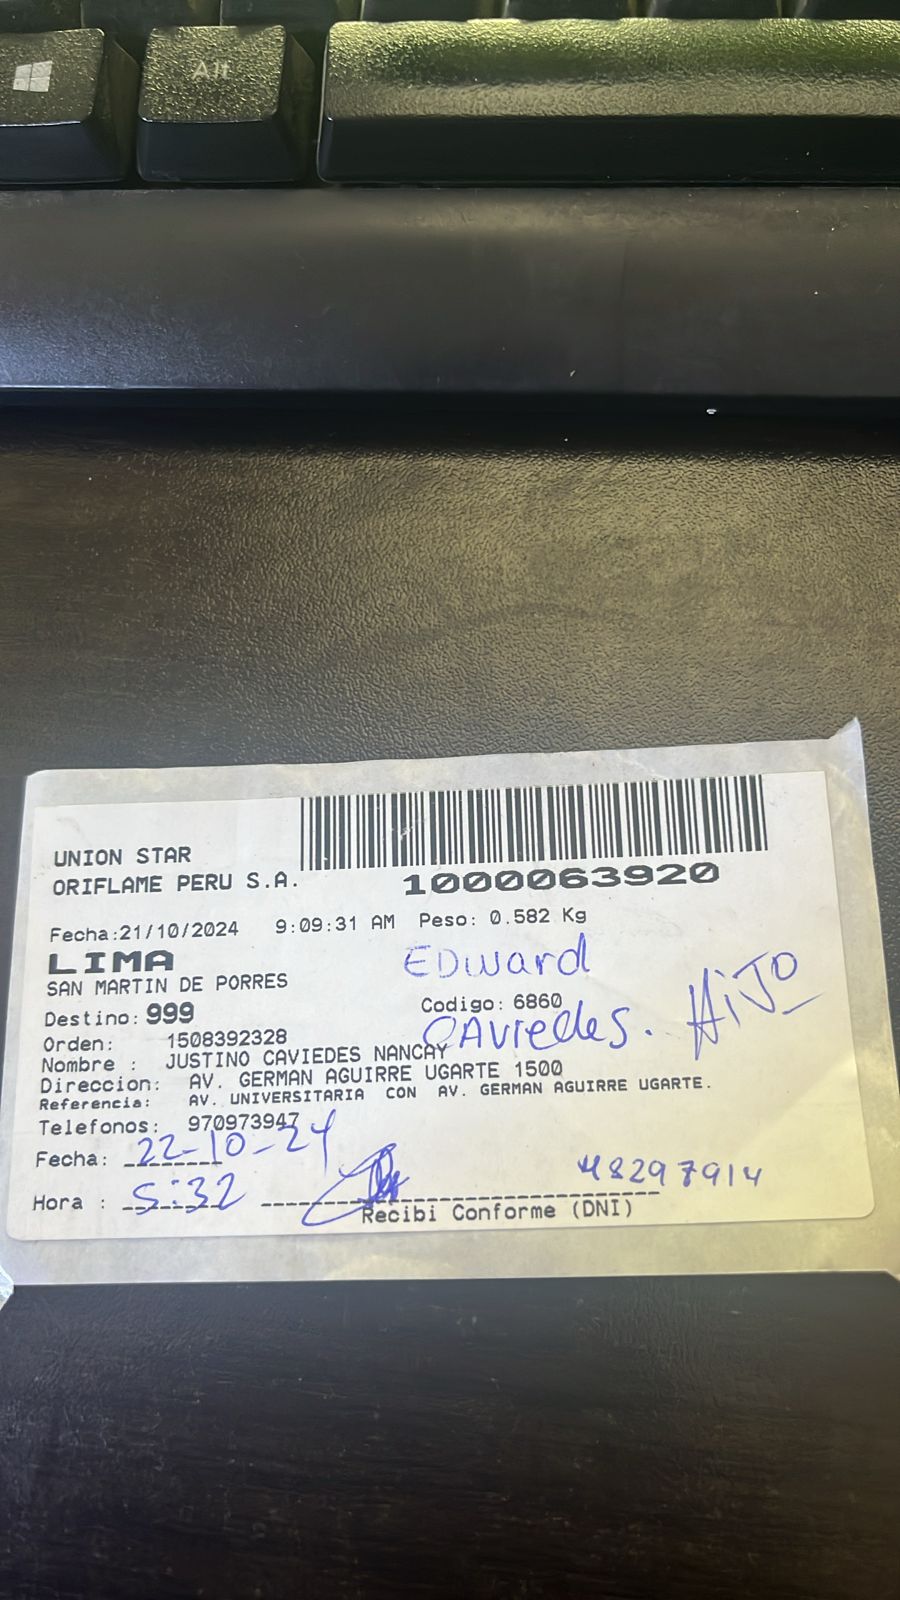 Alt
UNION STAR
ORIFLAME PERU S.A.
1000063920
Fecha:21/10/2024 9:09:31 AM Peso: 0.582 Kg
LIMA
EDward
SAN MARTIN DE PORRES
HiJO
Destino: 999
Codigo: 6860
CAviedes.
Orden: 1508392328
Nombre : JUSTINO CAVIEDES NANCAY
Direccion: AV. GERMAN AGUIRRE UGARTE 1500
Referencia: AV. UNIVERSITARIA CON AV. GERMAN AGUIRRE UGARTE.
Telefonos: 970973947
Fecha: 22-10-24
48297914
Hora : 5:32
Recibi Conforme (DNI)